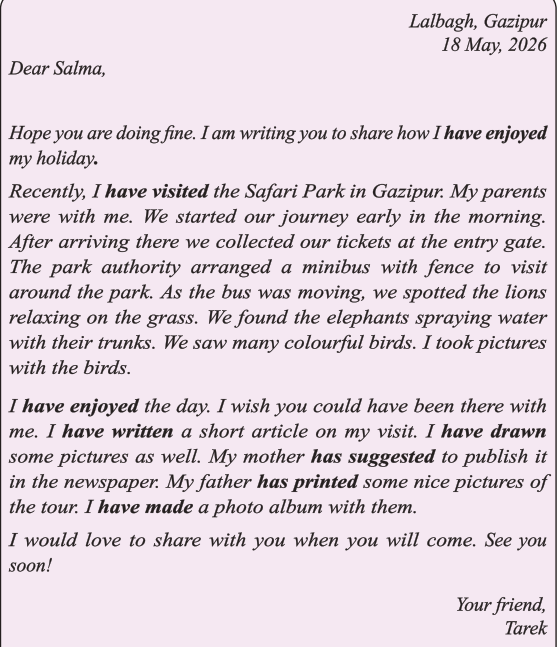 Lalbagh, Gazipur
18 May, 2026
Dear Salma,
Hope you are doing fine. I am writing you to share how I have enjoyed
my holiday.
Recently, I have visited the Safari Park in Gazipur. My parents
were with me. We started our journey early in the morning.
After arriving there we collected our tickets at the entry gate.
The park authority arranged a minibus with fence to visit
around the park. As the bus was moving, we spotted the lions
relaxing on the grass. We found the elephants spraying water
with their trunks. We saw many colourful birds. I took pictures
with the birds.
I have enjoyed the day. I wish you could have been there with
me. I have written a short article on my visit. I have drawn
some pictures as well. My mother has suggested to publish it
in the newspaper. My father has printed some nice pictures of
the tour. I have made a photo album with them.
I would love to share with you when you will come. See you
soon!
Your friend,
Tarek